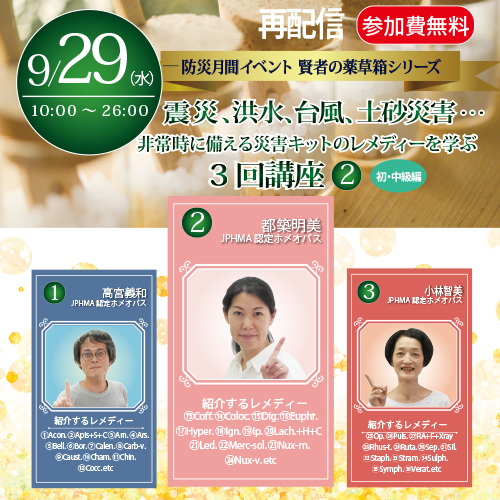 再配信
参加費無料
9/29(水)
10:00 ～ 26:00
防災月間イベント 賢者の薬草箱シリーズ
震災、洪水、台風、土砂災害…
非常時に備える災害キットのレメディーを学ぶ
3回講座❷
初・中級編
1
高宮義和
JPHMA 認定ホメオパス
紹介するレメディー
①Acon. ②Apis+S+C ③Arn. ④Ars.
⑤Bell. ⑥Bor. ⑦Calen. ⑧Carb-v.
⑨Caust. ⑩Cham. ⑪Chin.
⑫Cocc. etc
2
都築明美
JPHMA 認定ホメオパス
紹介するレメディー
⑬Coff. ⑭Coloc. ⑮Dig. ⑯Euphr.
⑰Hyper. ⑱Ign. ⑲Ip. ⑳Lach.+H+C
㉑Led. ㉒Merc-sol. ㉓Nux-m.
㉔Nux-v. etc
3
小林智美
JPHMA 認定ホメオパス
紹介するレメディー
㉕Op. ㉖Puls. ㉗RA+F+Xray
㉘Rhus-t. ㉙Ruta. ㉚Sep. ㉛Sil.
㉜Staph. ㉝Stram. ㉞Sulph.
㉟Symph. ㊱Verat. etc